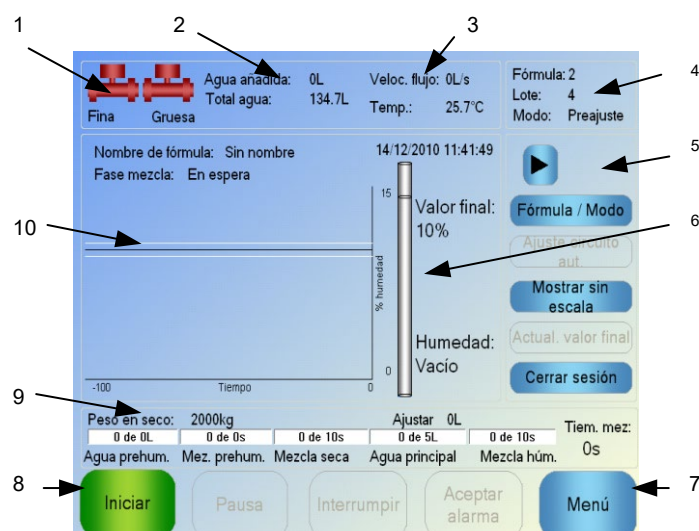 1
2
3
4
Agua añadida: 0L
Veloc. flujo: 0L/s
Total agua: 134.7L
Temp.: 25.7°C
Fina
Gruesa
Fórmula: 2
Lote: 4
Modo: Preajuste
Nombre de fórmula: Sin nombre
14/12/2010 11:41:49
Fase mezcla: En espera
5
15
Valor final:
10%
Fórmula / Modo
6
10
Ajuste circuito
aut.
% humedad
Mostrar sin
escala
Humedad:
Vacío
Actual. valor final
0
-100
Tiempo
0
Cerrar sesión
9
Peso en seco: 2000kg
Ajustar 0L
Tiem. mez:
0s
0 de 0L
0 de 0s
0 de 10s
0 de 5L
0 de 10s
Agua prehum.
Mez. prehum.
Mezcla seca
Agua principal
Mezcla húm.
8
Iniciar
Pausa
Interrumpir
Aceptar
alarma
Menú
7